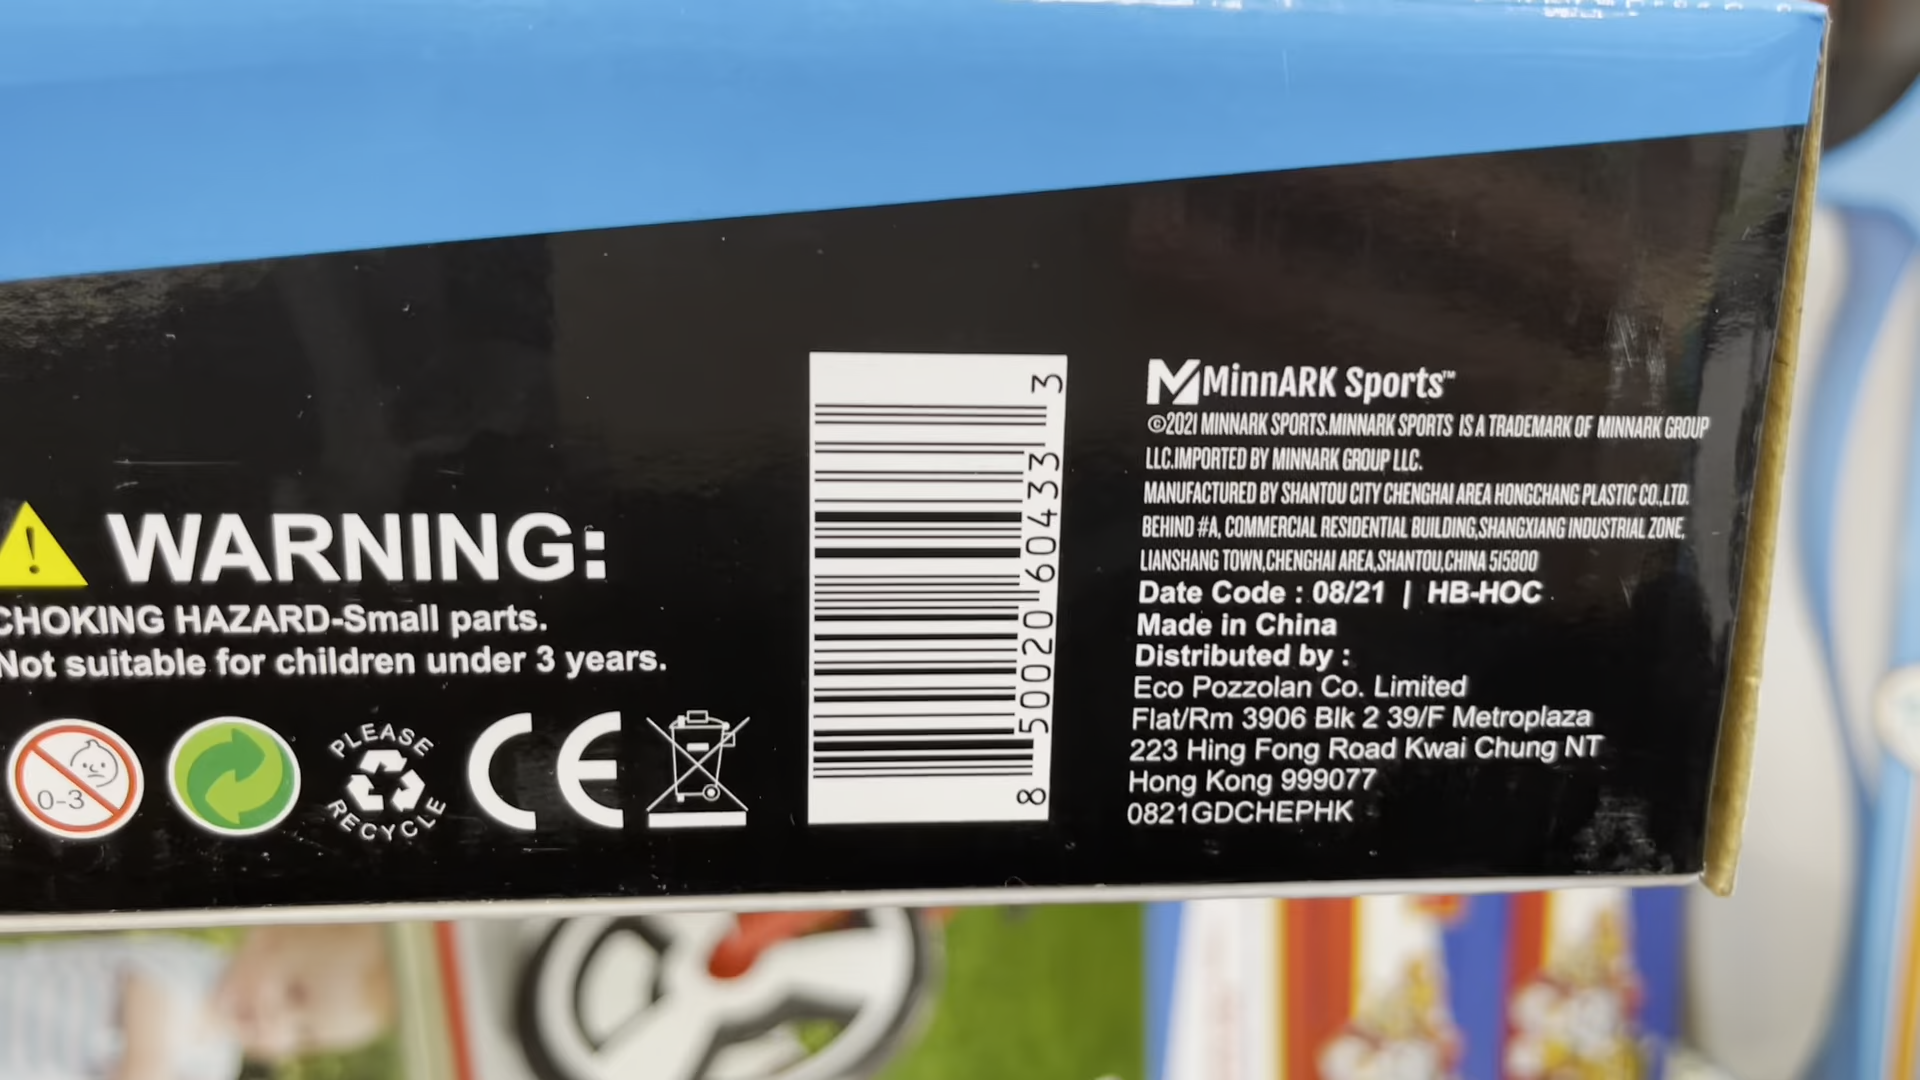 WARNING:
CHOKING HAZARD-Small parts.
Not suitable for children under 3 years.
0-3
PLEASE
RECYCLE
CE
8 50020 60433 3
MinnARK Sports™
©2021 MINNARK SPORTS.MINNARK SPORTS IS A TRADEMARK OF MINNARK GROUP
LLC.IMPORTED BY MINNARK GROUP LLC.
MANUFACTURED BY SHANTOU CITY CHENGHAI AREA HONGCHANG PLASTIC CO.,LTD.
BEHIND #A, COMMERCIAL RESIDENTIAL BUILDING,SHANGXIANG INDUSTRIAL ZONE,
LIANSHANG TOWN,CHENGHAI AREA,SHANTOU,CHINA 515800
Date Code : 08/21 | HB-HOC
Made in China
Distributed by :
Eco Pozzolan Co. Limited
Flat/Rm 3906 Blk 2 39/F Metroplaza
223 Hing Fong Road Kwai Chung NT
Hong Kong 999077
0821GDCHEPHK